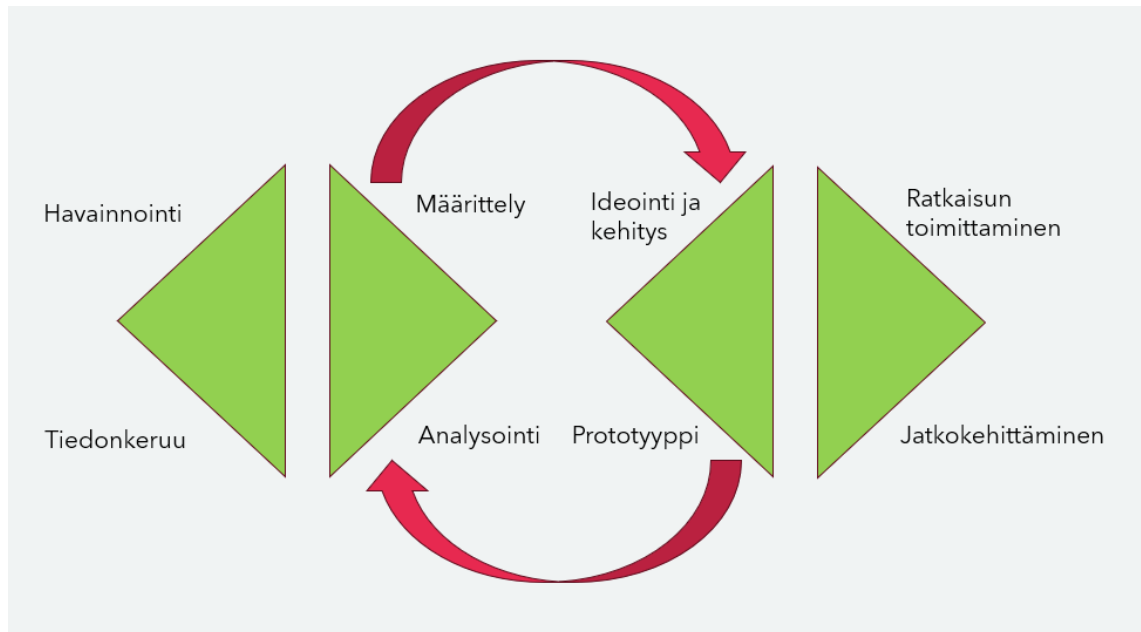 Havainnointi
Määrittely
Ideointi ja
kehitys
Ratkaisun
toimittaminen
Tiedonkeruu
Analysointi
Prototyyppi
Jatkokehittäminen